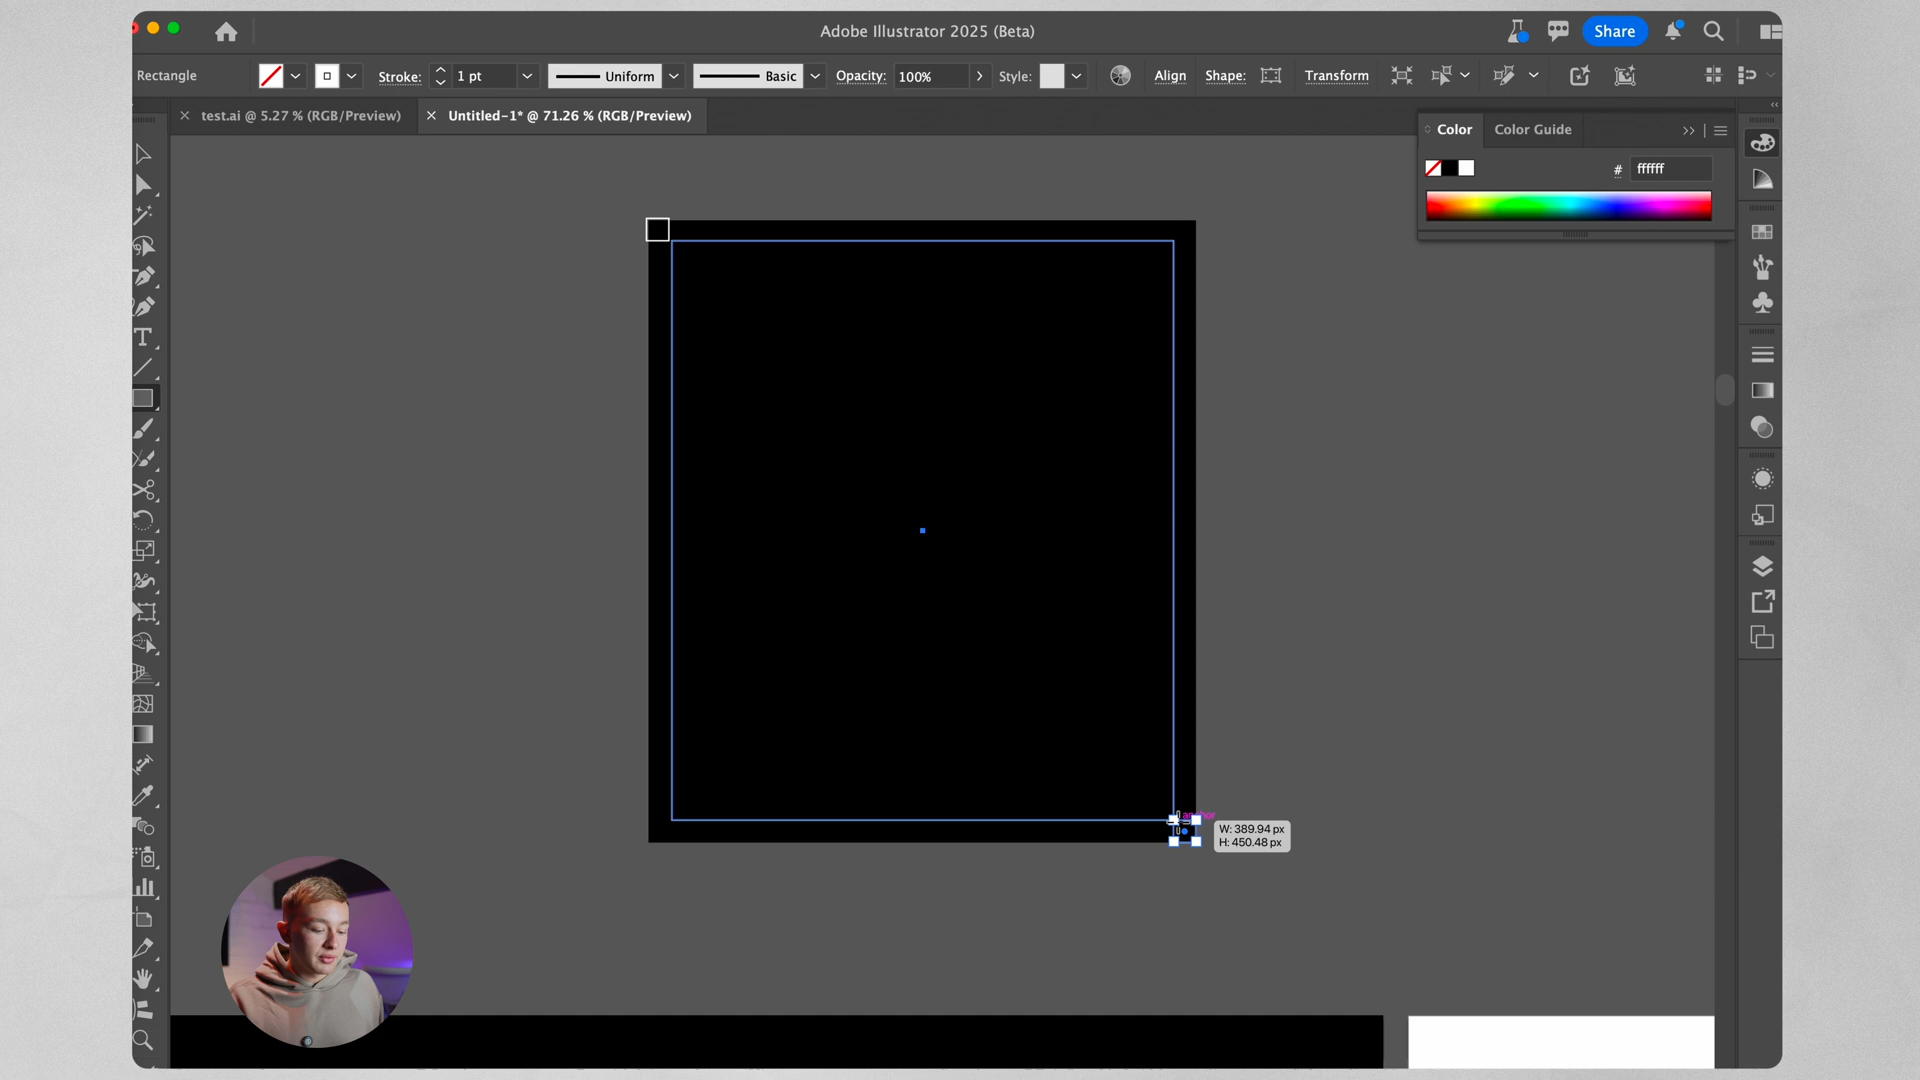 Adobe Illustrator 2025 (Beta)
Share
Rectangle
Stroke:
1 pt
Uniform
Basic
Opacity:
100%
Style:
Align
Shape:
Transform
test.ai @ 5.27 % (RGB/Preview)
Untitled-1* @ 71.26 % (RGB/Preview)
Color
Color Guide
#
ffffff
anchor
W: 389.94 px
H: 450.48 px